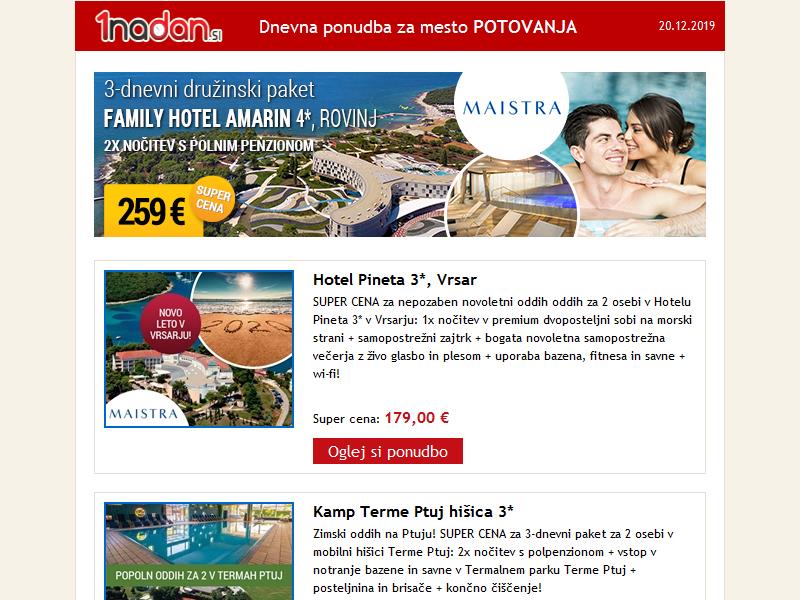 1nadan.si
Dnevna ponudba za mesto POTOVANJA
20.12.2019
3-dnevni družinski paket
FAMILY HOTEL AMARIN 4*, ROVINJ
2X NOČITEV S POLNIM PENZIONOM
259 €
SUPER
CENA
MAISTRA
NOVO
LETO V
VRSARJU!
2020
MAISTRA
Hotel Pineta 3*, Vrsar
SUPER CENA za nepozaben novoletni oddih oddih za 2 osebi v Hotelu
Pineta 3* v Vrsarju: 1x nočitev v premium dvoposteljni sobi na morski
strani + samopostrežni zajtrk + bogata novoletna samopostrežna
večerja z živo glasbo in plesom + uporaba bazena, fitnesa in savne +
wi-fi!
Super cena: 179,00 €
Oglej si ponudbo
POPOLN ODDIH ZA 2 V TERMAH PTUJ
Kamp Terme Ptuj hišica 3*
Zimski oddih na Ptuju! SUPER CENA za 3-dnevni paket za 2 osebi v
mobilni hišici Terme Ptuj: 2x nočitev s polpenzionom + vstop v
notranje bazene in savne v Termalnem parku Terme Ptuj +
posteljnina in brisače + končno čiščenje!